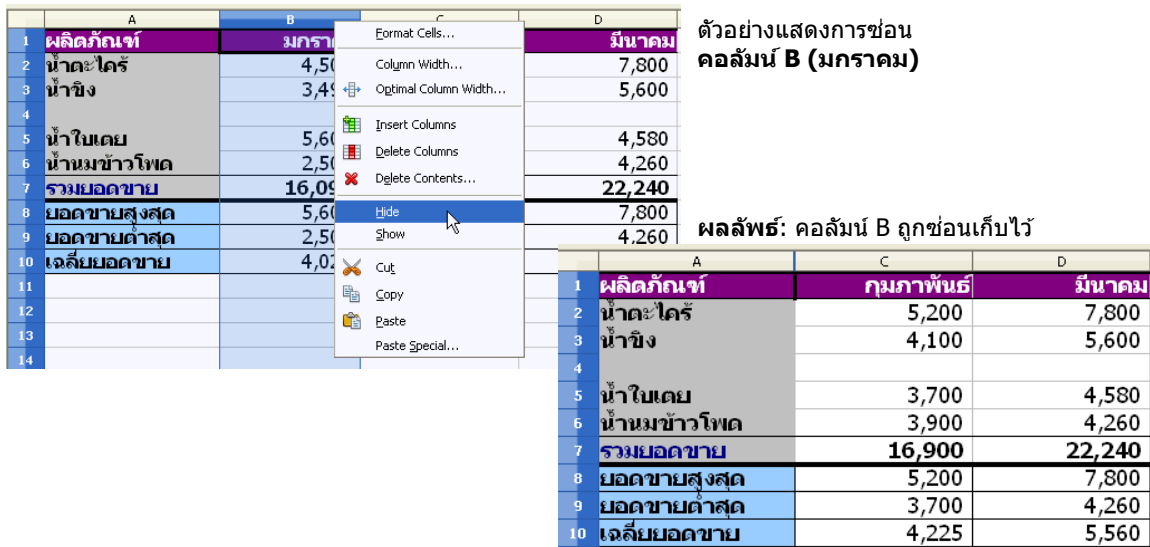 A B C D
1 ผลิตภัณฑ์ มกรา มีนาคม
2 น้ำตะไคร้ 4,50 7,800
3 น้ำขิง 3,49 5,600
4
5 น้ำใบเตย 5,60 4,580
6 น้ำนมข้าวโพด 2,50 4,260
7 รวมยอดขาย 16,09 22,240
8 ยอดขายสูงสุด 5,60 7,800
9 ยอดขายต่ำสุด 2,50 4,260
10 เฉลี่ยยอดขาย 4,02
11
12
13
14
Format Cells...
Column Width...
Optimal Column Width...
Insert Columns
Delete Columns
Delete Contents...
Hide
Show
Cut
Copy
Paste
Paste Special...
ตัวอย่างแสดงการซ่อน
คอลัมน์ B (มกราคม)
ผลลัพธ์: คอลัมน์ B ถูกซ่อนเก็บไว้
A C D
1 ผลิตภัณฑ์ กุมภาพันธ์ มีนาคม
2 น้ำตะไคร้ 5,200 7,800
3 น้ำขิง 4,100 5,600
4
5 น้ำใบเตย 3,700 4,580
6 น้ำนมข้าวโพด 3,900 4,260
7 รวมยอดขาย 16,900 22,240
8 ยอดขายสูงสุด 5,200 7,800
9 ยอดขายต่ำสุด 3,700 4,260
10 เฉลี่ยยอดขาย 4,225 5,560